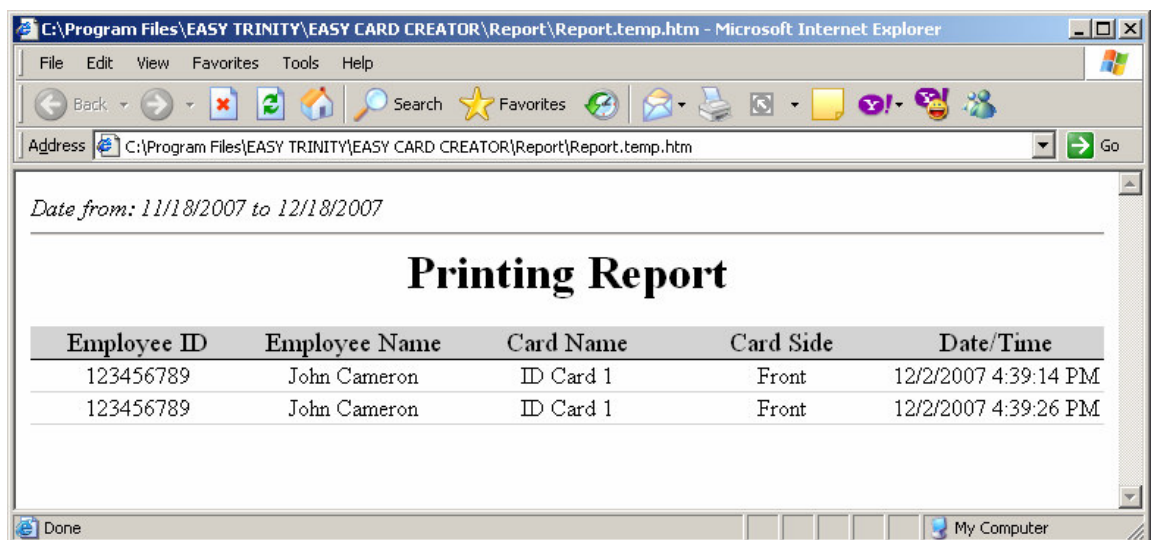 C:\Program Files\EASY TRINITY\EASY CARD CREATOR\Report\Report.temp.htm - Microsoft Internet Explorer
File Edit View Favorites Tools Help
Back Search Favorites
Address C:\Program Files\EASY TRINITY\EASY CARD CREATOR\Report\Report.temp.htm Go
Date from: 11/18/2007 to 12/18/2007
Printing Report
Employee ID Employee Name Card Name Card Side Date/Time
123456789 John Cameron ID Card 1 Front 12/2/2007 4:39:14 PM
123456789 John Cameron ID Card 1 Front 12/2/2007 4:39:26 PM
Done My Computer